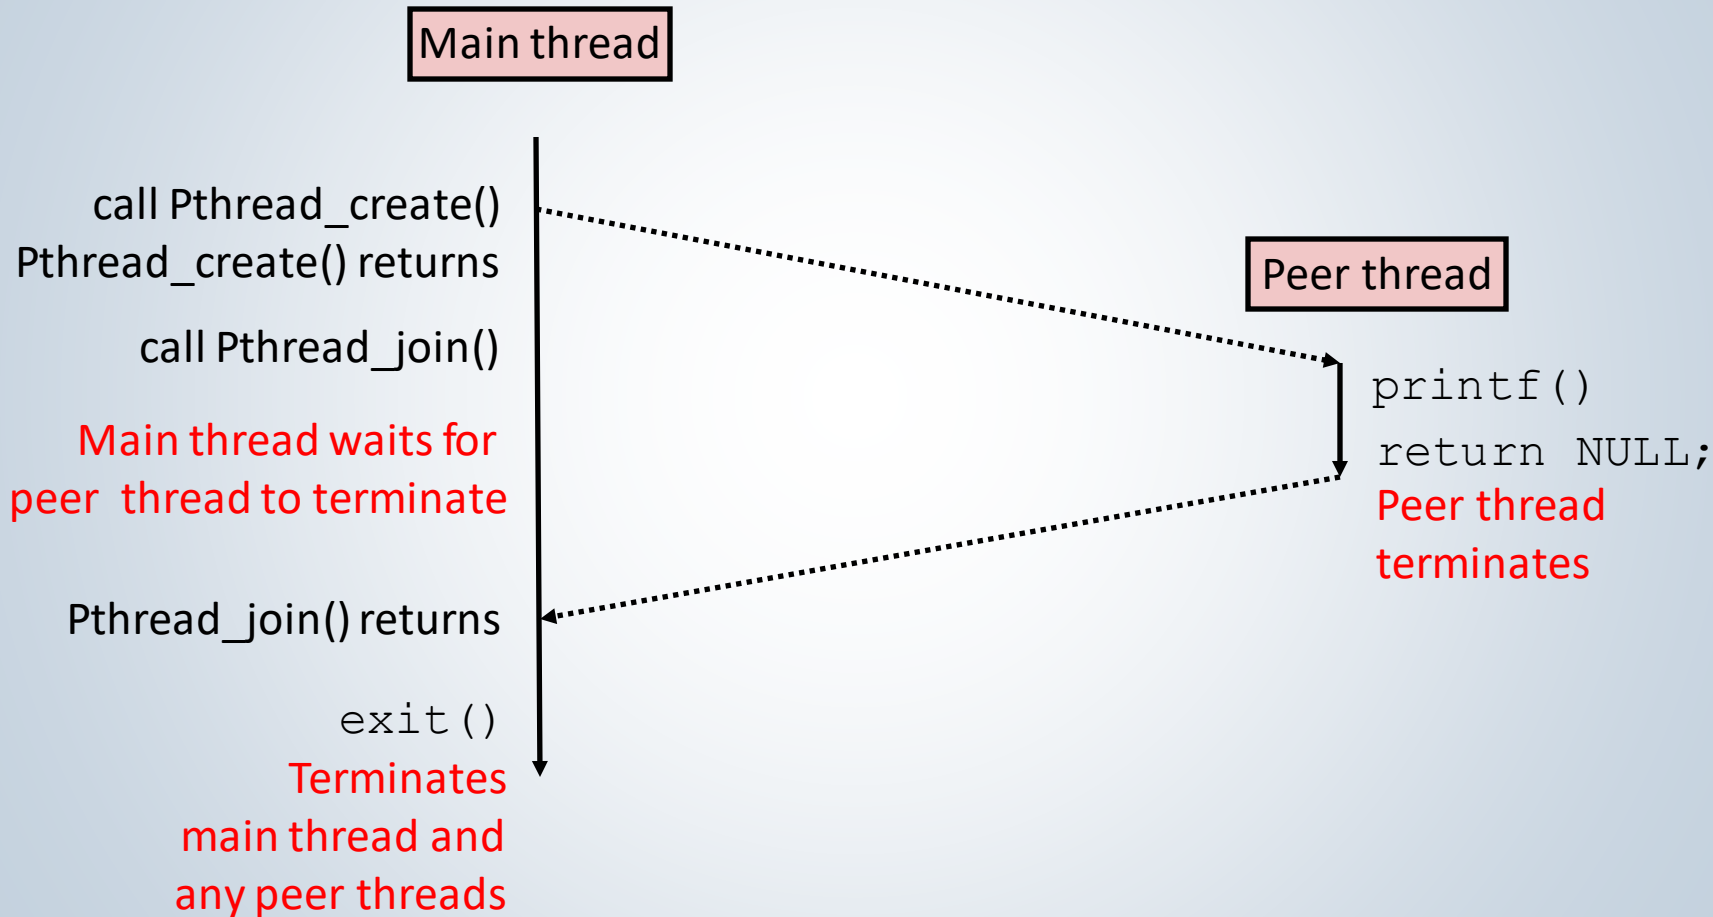 Main thread
call Pthread_create()
Pthread_create() returns
call Pthread_join()
Main thread waits for
peer thread to terminate
Pthread_join() returns
exit()
Terminates
main thread and
any peer threads
Peer thread
printf()
return NULL;
Peer thread
terminates